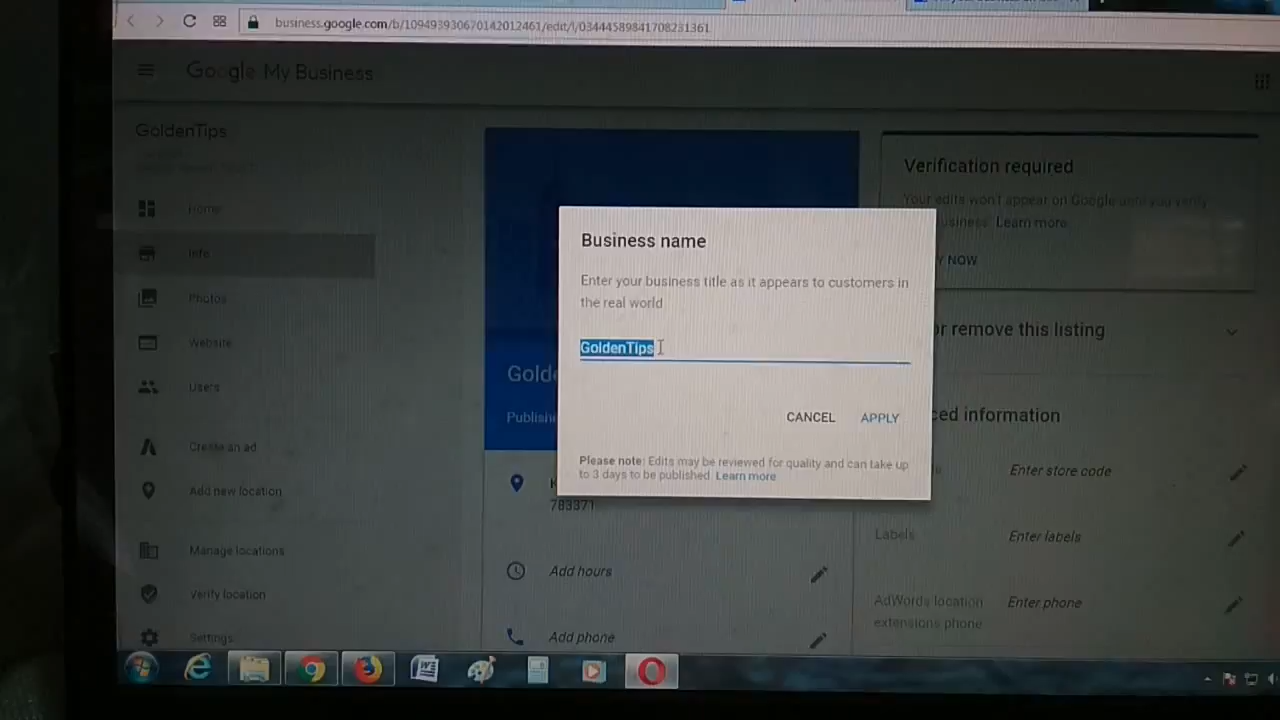 business.google.com/b/109493930670142012461/edit/l/03444589841708231361
Google My Business
GoldenTips
Home
Info
Photos
Website
Users
Create an ad
Add new location
Manage locations
Verify location
Settings
Published
783371
Add hours
Add phone
Business name
Enter your business title as it appears to customers in
the real world
GoldenTips
CANCEL APPLY
Please note: Edits may be reviewed for quality and can take up
to 3 days to be published. Learn more
Verification required
Your edits won't appear on Google until you verify
Learn more
NOW
or remove this listing
information
Enter store code
Labels Enter labels
AdWords location Enter phone
extensions phone